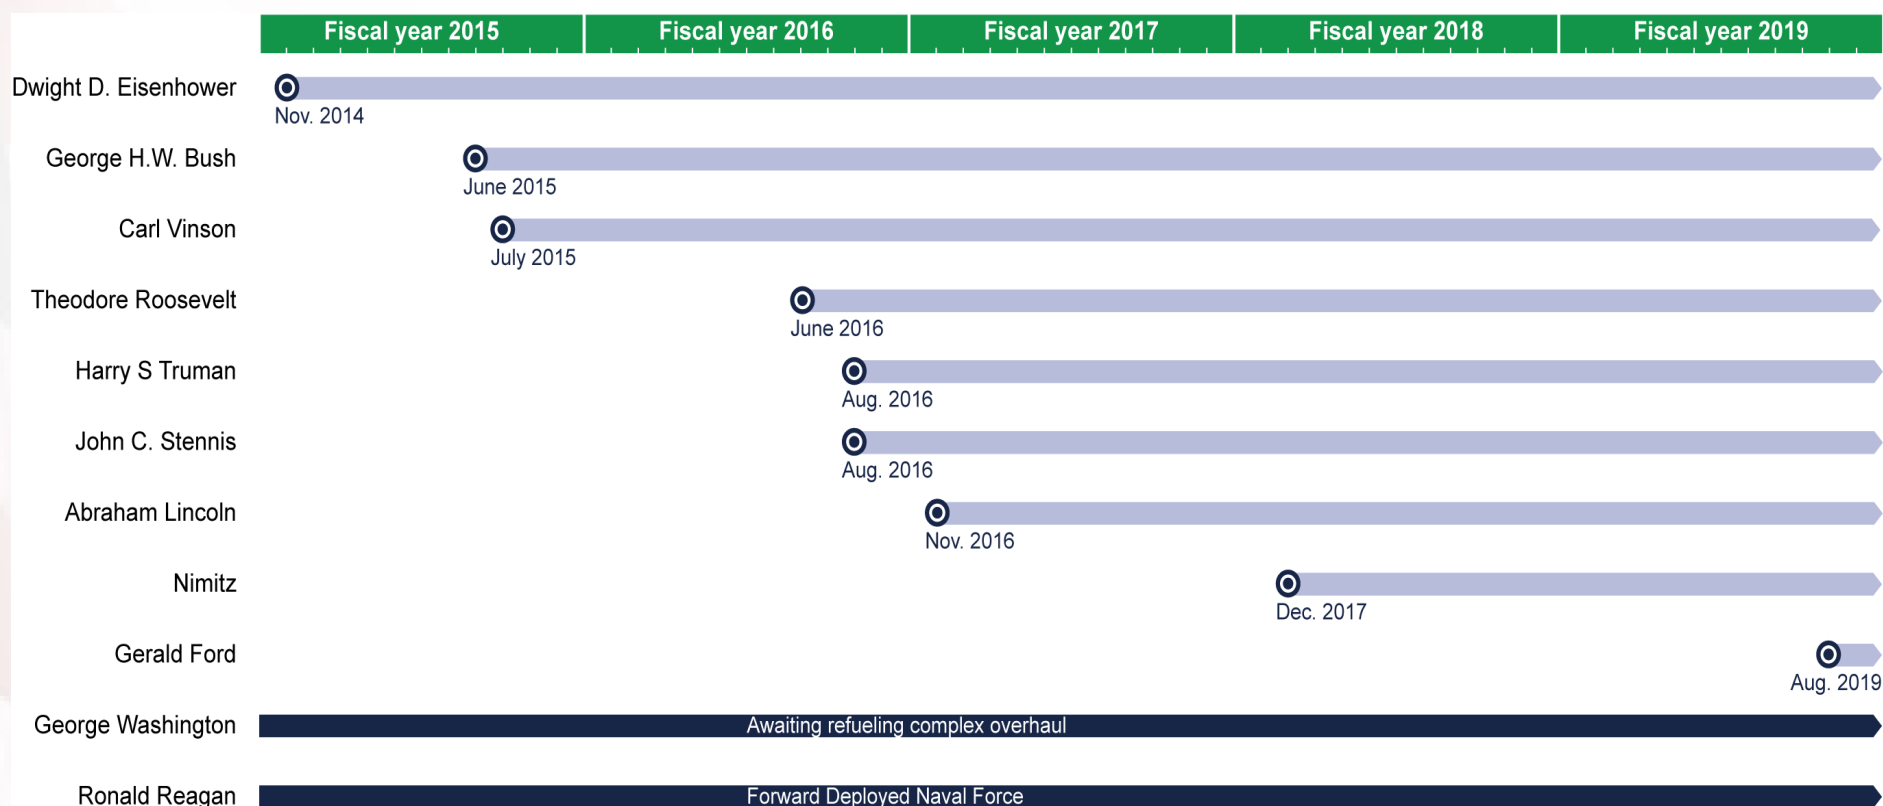 Fiscal year 2015 Fiscal year 2016 Fiscal year 2017 Fiscal year 2018 Fiscal year 2019
Dwight D. Eisenhower
Nov. 2014
George H.W. Bush
June 2015
Carl Vinson
July 2015
Theodore Roosevelt
June 2016
Harry S Truman
Aug. 2016
John C. Stennis
Aug. 2016
Abraham Lincoln
Nov. 2016
Nimitz
Dec. 2017
Gerald Ford
Aug. 2019
George Washington Awaiting refueling complex overhaul
Ronald Reagan Forward Deployed Naval Force